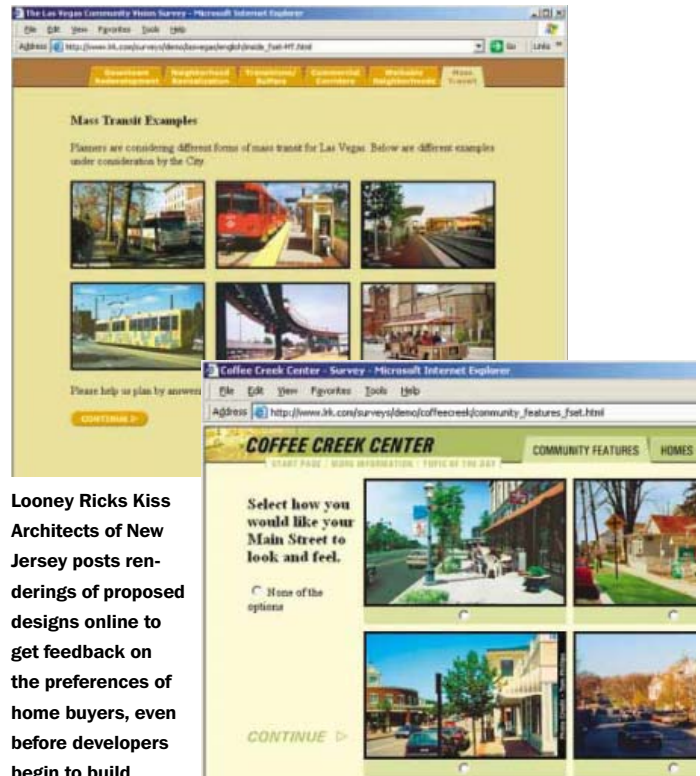 The Las Vegas Community Vision Survey - Microsoft Internet Explorer
File Edit View Favorites Tools Help
Address Go Links »
Downtown Redevelopment
Neighborhood Revitalization
Transitions/ Buffers
Commercial Corridors
Walkable Neighborhoods
Mass Transit
Mass Transit Examples
Planners are considering different forms of mass transit for Las Vegas. Below are different examples
under consideration by the City.
Please help us plan by answeri
CONTINUE
Coffee Creek Center - Survey - Microsoft Internet Explorer
File Edit View Favorites Tools Help
Address http://www.lrk.com/surveys/demo/coffeecreek/community_features_fset.html
COFFEE CREEK CENTER
COMMUNITY FEATURES HOMES
START PAGE / MORE INFORMATION / TOPIC OF THE DAY
Select how you
would like your
Main Street to
look and feel.
None of the
options
CONTINUE
Looney Ricks Kiss
Architects of New
Jersey posts ren-
derings of proposed
designs online to
get feedback on
the preferences of
home buyers, even
before developers
begin to build.